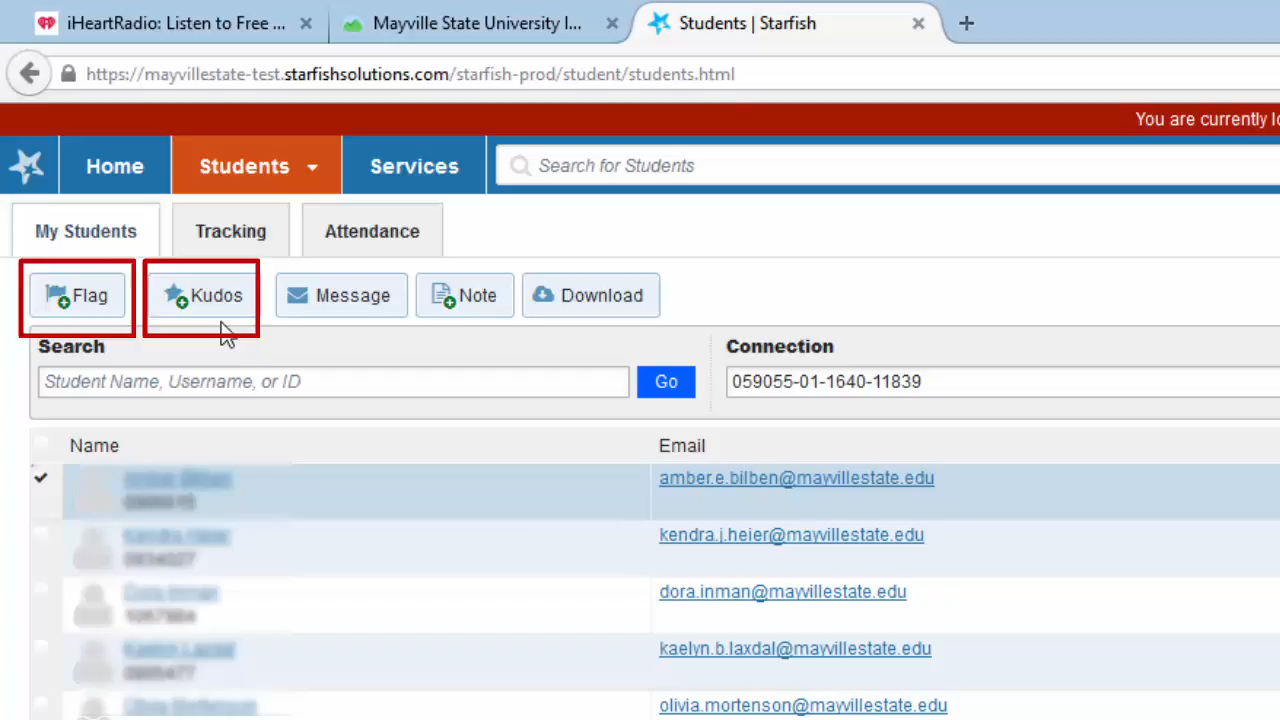 iHeartRadio: Listen to Free ...
Mayville State University I...
Students | Starfish
https://mayvillestate-test.starfishsolutions.com/starfish-prod/student/students.html
You are currently lo
Home
Students
Services
Search for Students
My Students
Tracking
Attendance
Flag
Kudos
Message
Note
Download
Search
Connection
Student Name, Username, or ID
Go
059055-01-1640-11839
Name
Email
amber.e.bilben@mayvillestate.edu
kendra.j.heier@mayvillestate.edu
dora.inman@mayvillestate.edu
kaelyn.b.laxdal@mayvillestate.edu
olivia.mortenson@mayvillestate.edu